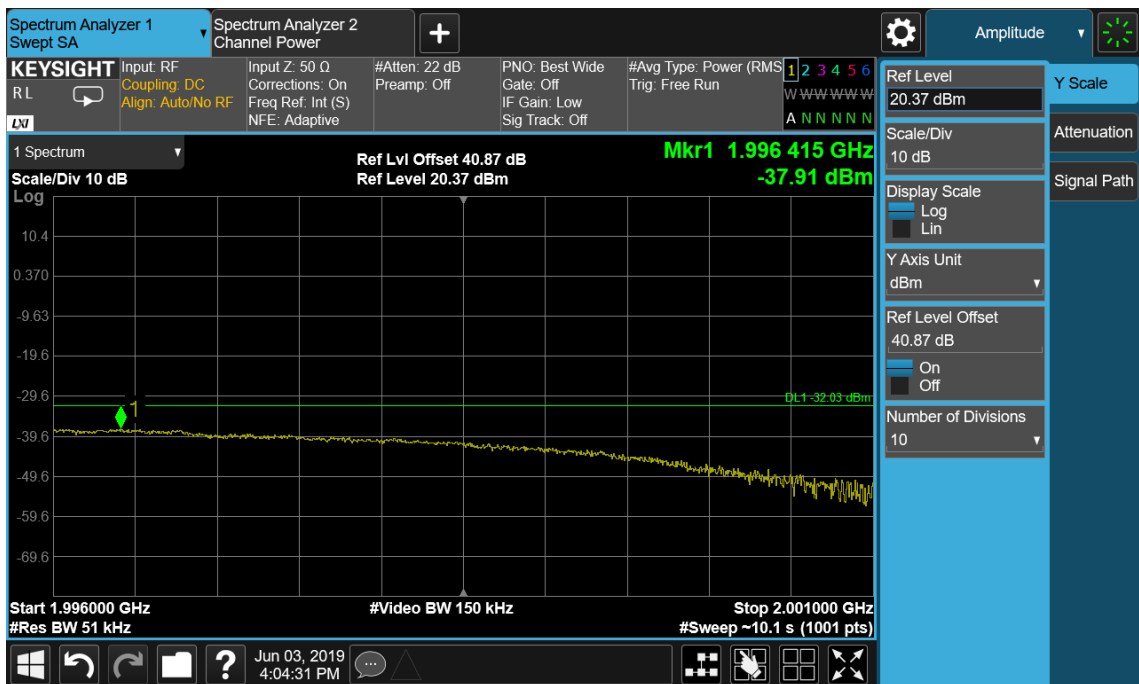 Spectrum Analyzer 1
Swept SA
Spectrum Analyzer 2
Channel Power
Amplitude
KEYSIGHT
R L
LXI
Input: RF
Coupling: DC
Align: Auto/No RF
Input Z: 50 Ω
Corrections: On
Freq Ref: Int (S)
NFE: Adaptive
#Atten: 22 dB
Preamp: Off
PNO: Best Wide
Gate: Off
IF Gain: Low
Sig Track: Off
#Avg Type: Power (RMS
Trig: Free Run
1 2 3 4 5 6
W W W W W W
A N N N N N
1 Spectrum
Scale/Div 10 dB
Ref Lvl Offset 40.87 dB
Ref Level 20.37 dBm
Mkr1 1.996 415 GHz
-37.91 dBm
Log
10.4
0.370
-9.63
-19.6
-29.6
-39.6
-49.6
-59.6
-69.6
1
DL1 -32.03 dBm
Start 1.996000 GHz
#Res BW 51 kHz
#Video BW 150 kHz
Stop 2.001000 GHz
#Sweep ~10.1 s (1001 pts)
Ref Level
20.37 dBm
Scale/Div
10 dB
Display Scale
Log
Lin
Y Axis Unit
dBm
Ref Level Offset
40.87 dB
On
Off
Number of Divisions
10
Y Scale
Attenuation
Signal Path
?
Jun 03, 2019
4:04:31 PM